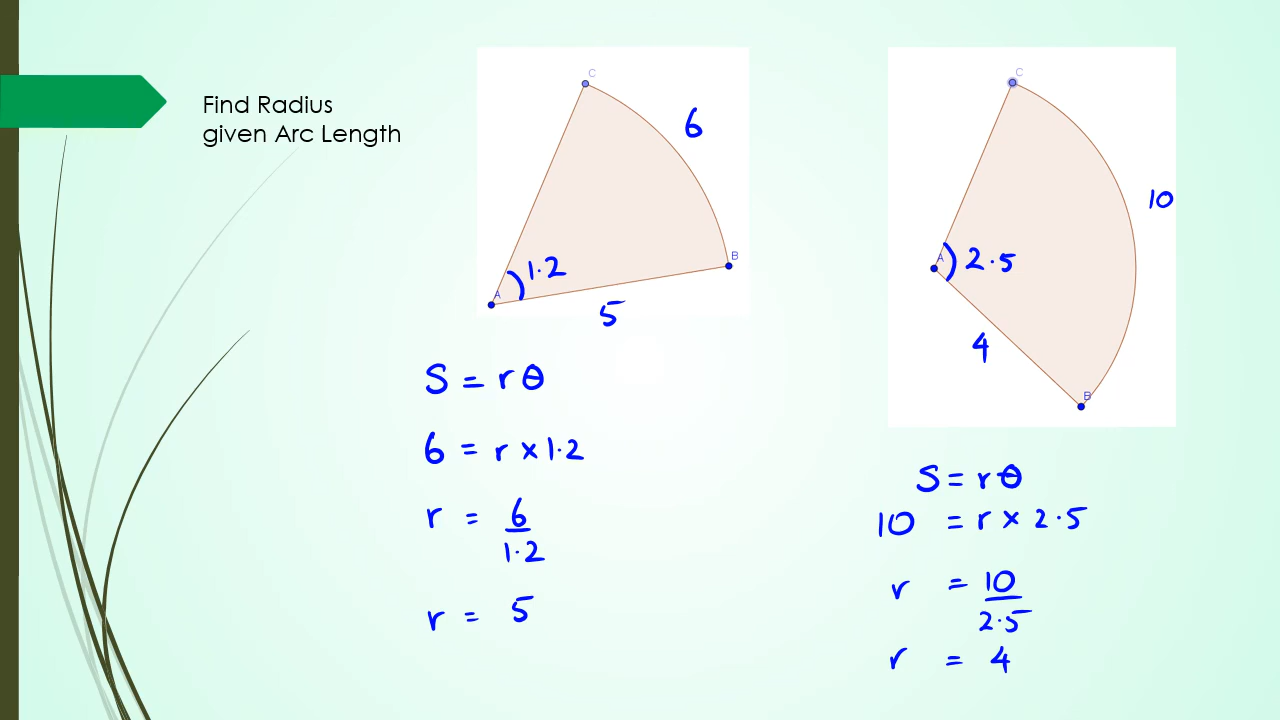 Find Radius
given Arc Length
C
6
A
1.2
B
5
S = rθ
6 = r × 1.2
r = 6
1.2
r = 5
C
10
A
2.5
4
B
S = rθ
10 = r × 2.5
r = 10
2.5
r = 4